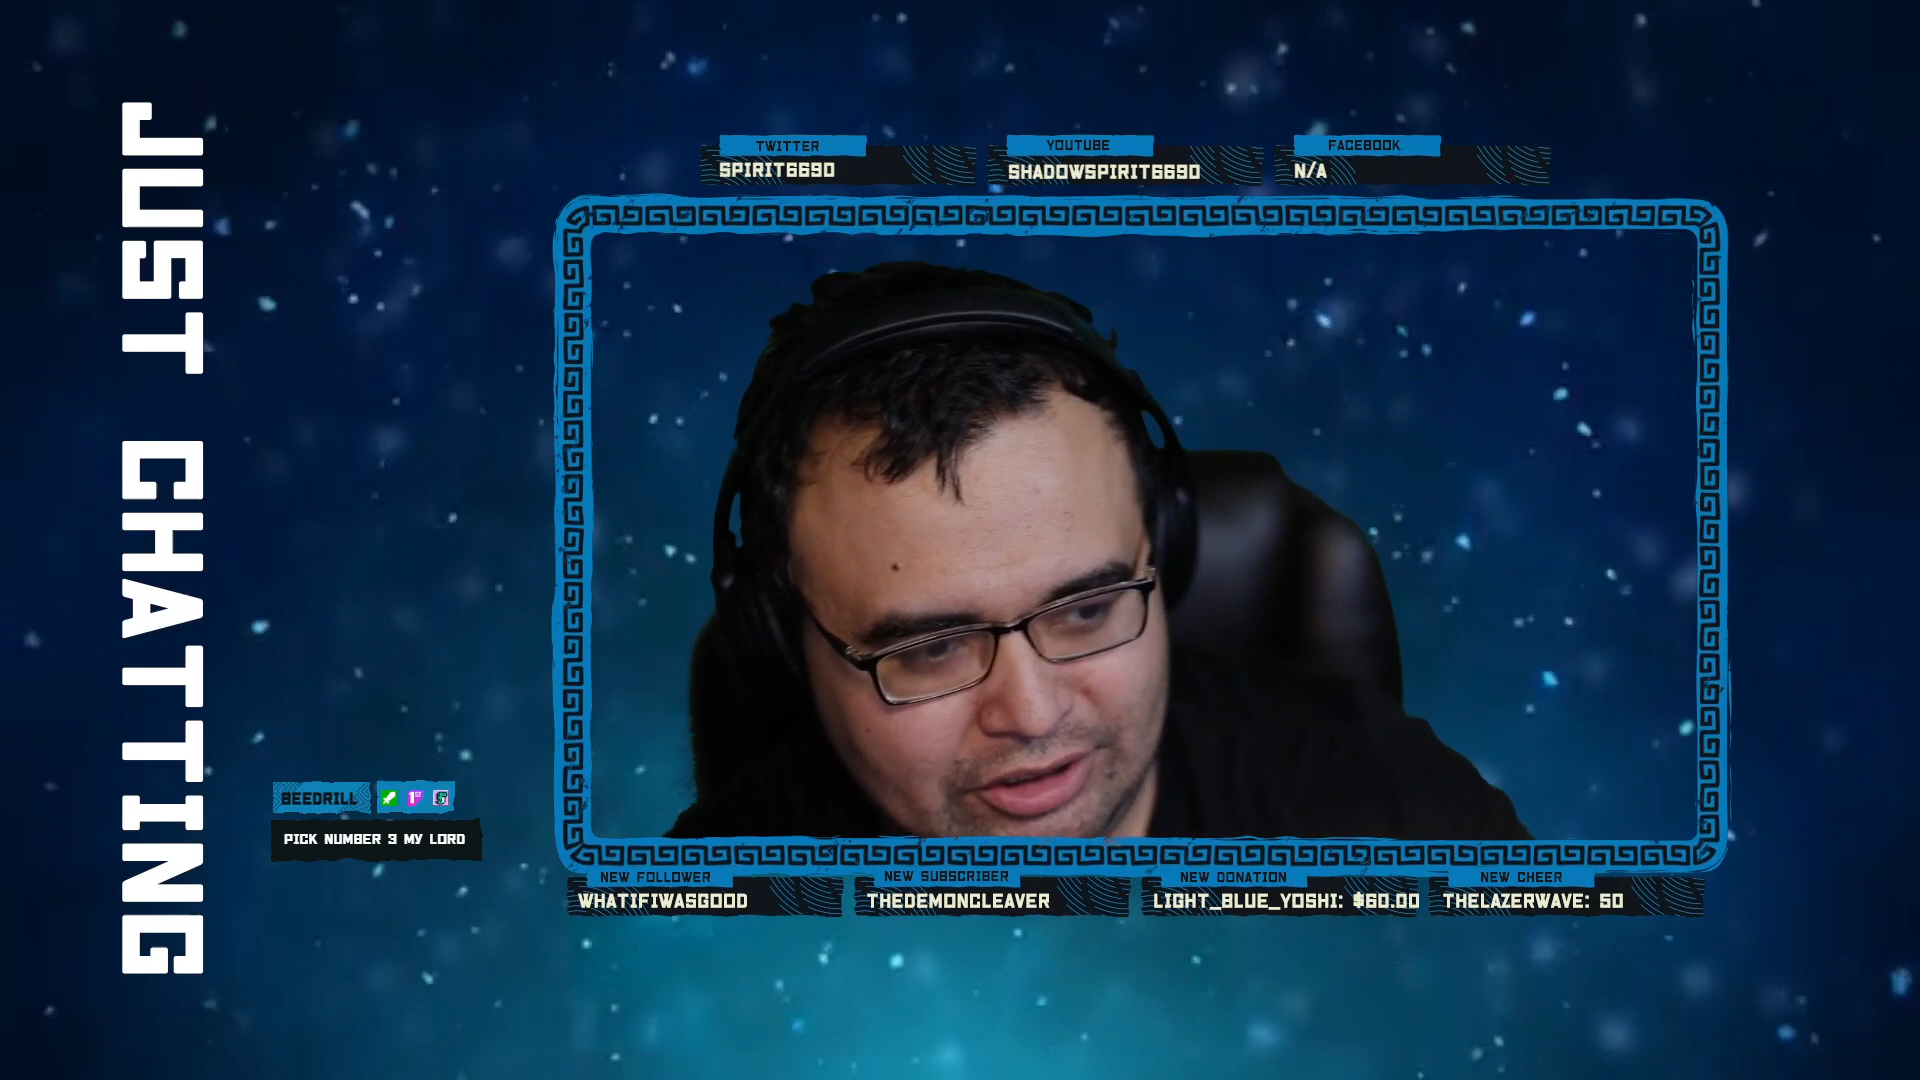 JUST CHATTING
TWITTER
SPIRIT6690
YOUTUBE
SHADOWSPIRIT6690
FACEBOOK
N/A
BEEDRILL 1ST
PICK NUMBER 3 MY LORD
NEW FOLLOWER
WHATIFIWASGOOD
NEW SUBSCRIBER
THEDEMONCLEAVER
NEW DONATION
LIGHT_BLUE_YOSHI: $60.00
NEW CHEER
THELAZERWAVE: 50